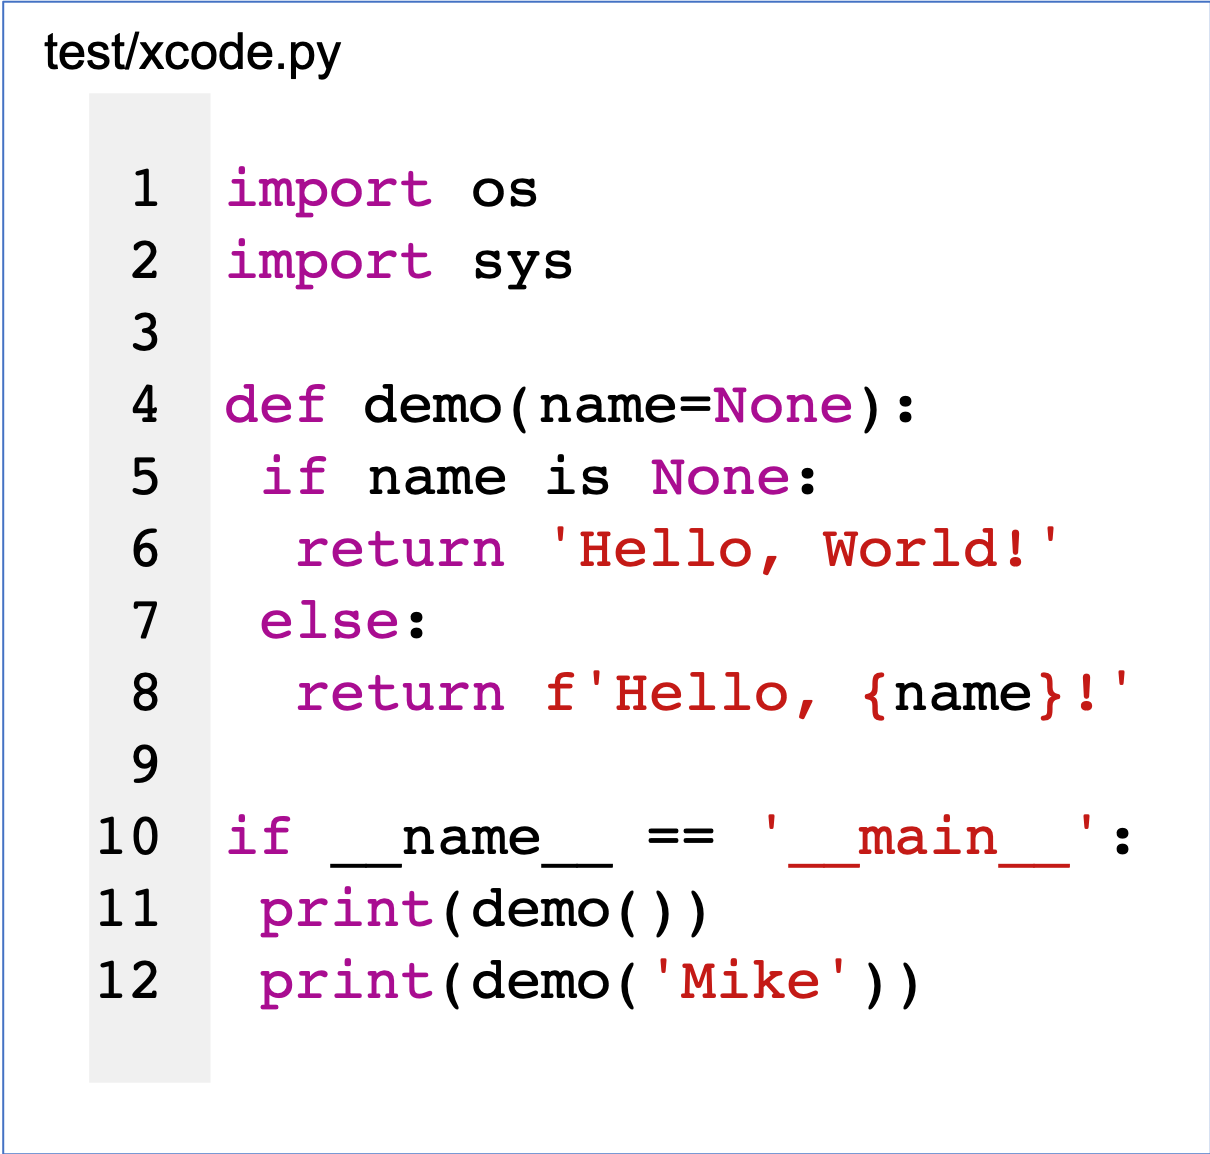 test/xcode.py
1 import os
2 import sys
3
4 def demo(name=None):
5  if name is None:
6   return 'Hello, World!'
7  else:
8   return f'Hello, {name}!'
9
10 if __name__ == '__main__':
11  print(demo())
12  print(demo('Mike'))